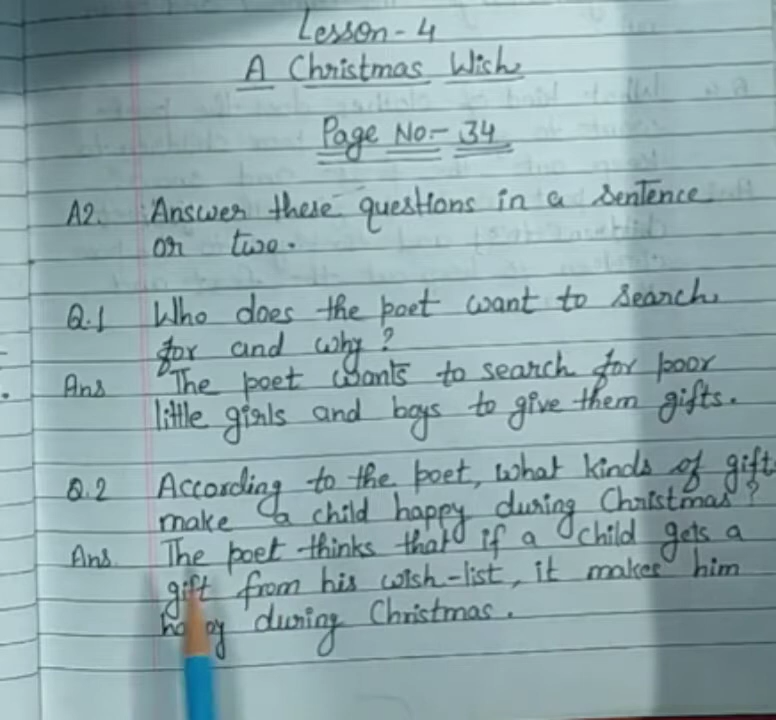 Lesson - 4
A Christmas Wish
Page No:- 34
A2. Answer these questions in a sentence
or two.
Q.1 Who does the poet want to search
for and why?
Ans The poet wants to search for poor
little girls and boys to give them gifts.
Q.2 According to the poet, what kinds of gift
make a child happy during Christmas?
Ans. The poet thinks that if a child gets a
gift from his wish-list, it makes him
happy during Christmas.